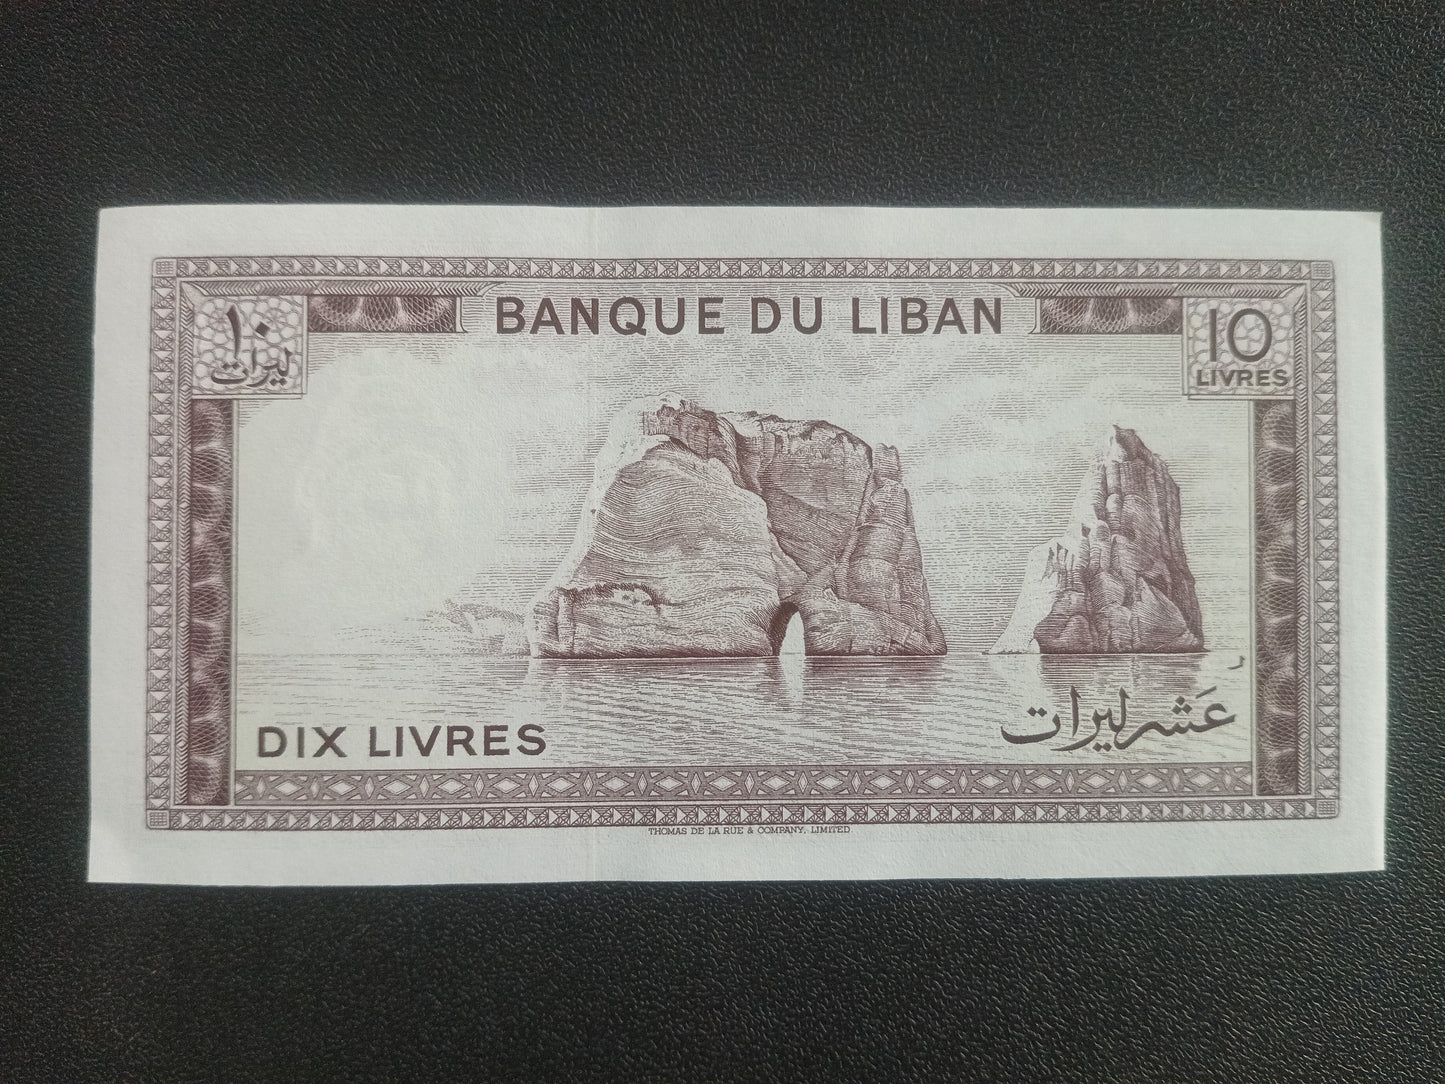 BANQUE DU LIBAN
١٠
ليرات
10
LIVRES
DIX LIVRES
عشر ليرات
THOMAS DE LA RUE & COMPANY, LIMITED.